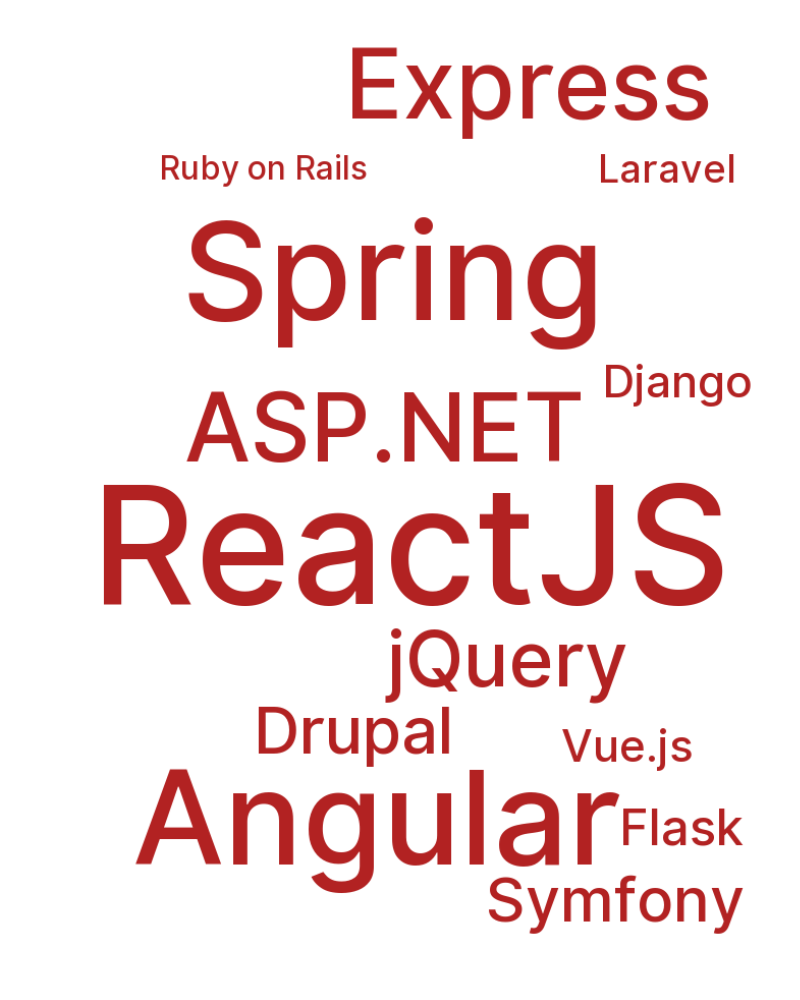 Express
Ruby on Rails
Laravel
Spring
Django
ASP.NET
ReactJS
jQuery
Drupal
Vue.js
Angular
Flask
Symfony